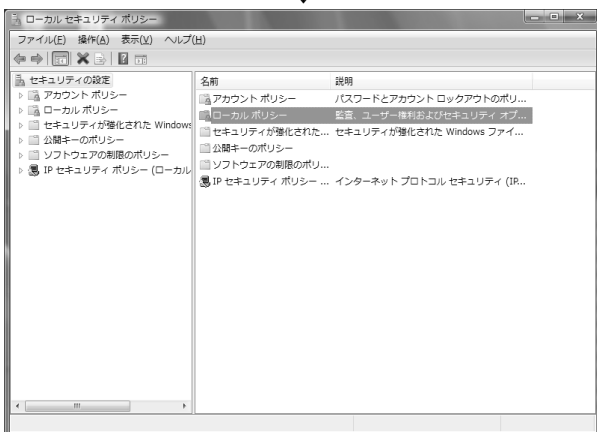 ローカル セキュリティ ポリシー
ファイル(F) 操作(A) 表示(V) ヘルプ(H)
セキュリティの設定
アカウント ポリシー
ローカル ポリシー
セキュリティが強化された Windows
公開キーのポリシー
ソフトウェアの制限のポリシー
IP セキュリティ ポリシー (ローカル
名前 説明
アカウント ポリシー パスワードとアカウント ロックアウトのポリ...
ローカル ポリシー 監査、ユーザー権利およびセキュリティ オプ...
セキュリティが強化された... セキュリティが強化された Windows ファイ...
公開キーのポリシー
ソフトウェアの制限のポリ...
IP セキュリティ ポリシー ... インターネット プロトコル セキュリティ (IP...